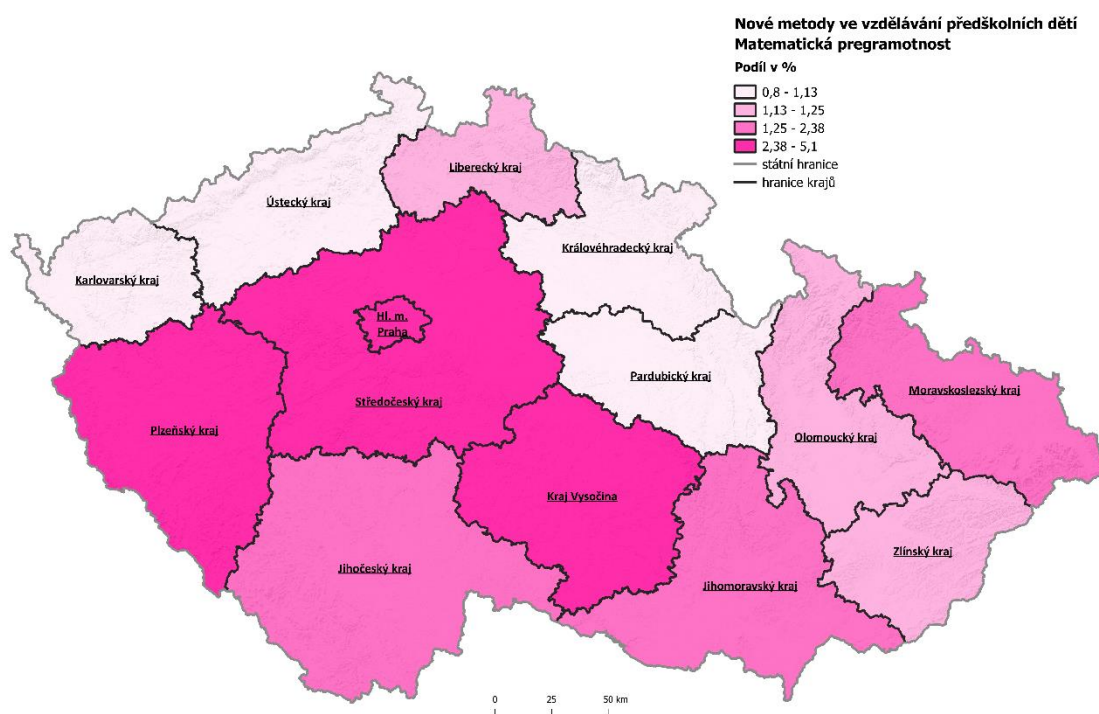 Nové metody ve vzdělávání předškolních dětí
Matematická pregramotnost
Podíl v %
0,8 - 1,13
1,13 - 1,25
1,25 - 2,38
2,38 - 5,1
státní hranice
hranice krajů
Liberecký kraj
Ústecký kraj
Královéhradecký kraj
Karlovarský kraj
Hl. m.
Praha
Pardubický kraj
Moravskoslezský kraj
Středočeský kraj
Plzeňský kraj
Olomoucký kraj
Kraj Vysočina
Zlínský kraj
Jihočeský kraj
Jihomoravský kraj
0 25 50 km